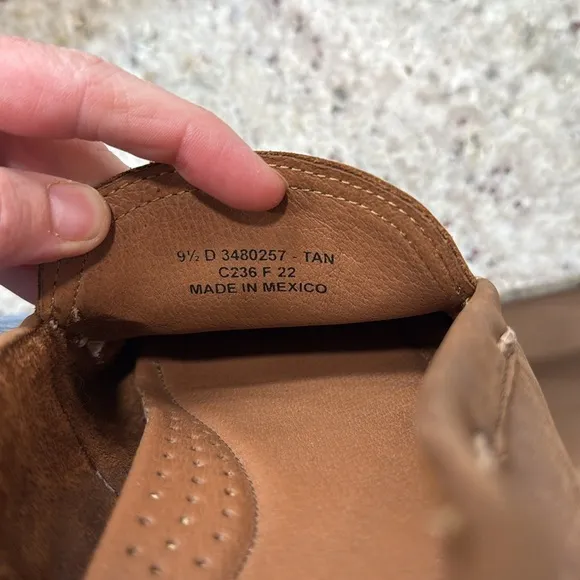 9½ D 3480257 - TAN
C236 F 22
MADE IN MEXICO